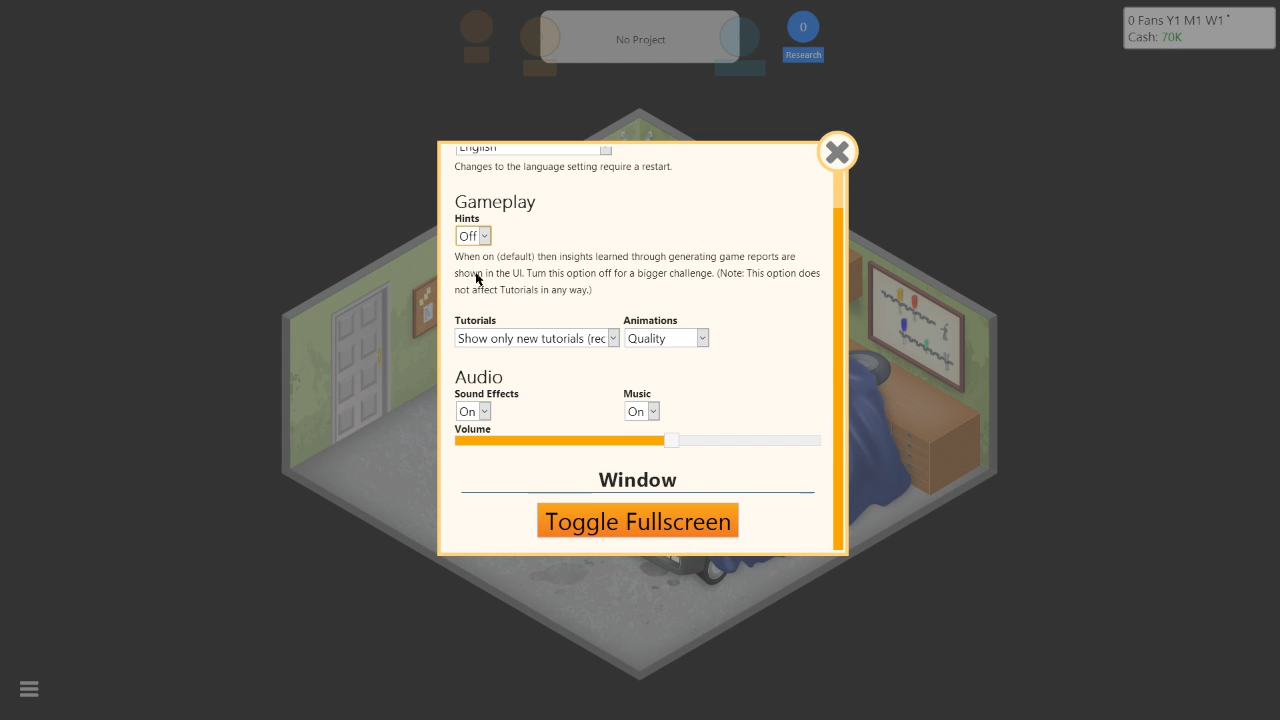 0 Fans Y1 M1 W1
Cash: 70K
No Project
0
Research
English
Changes to the language setting require a restart.
Gameplay
Hints
Off
When on (default) then insights learned through generating game reports are
shown in the UI. Turn this option off for a bigger challenge. (Note: This option does
not affect Tutorials in any way.)
Tutorials Animations
Show only new tutorials (rec Quality
Audio
Sound Effects Music
On On
Volume
Window
Toggle Fullscreen